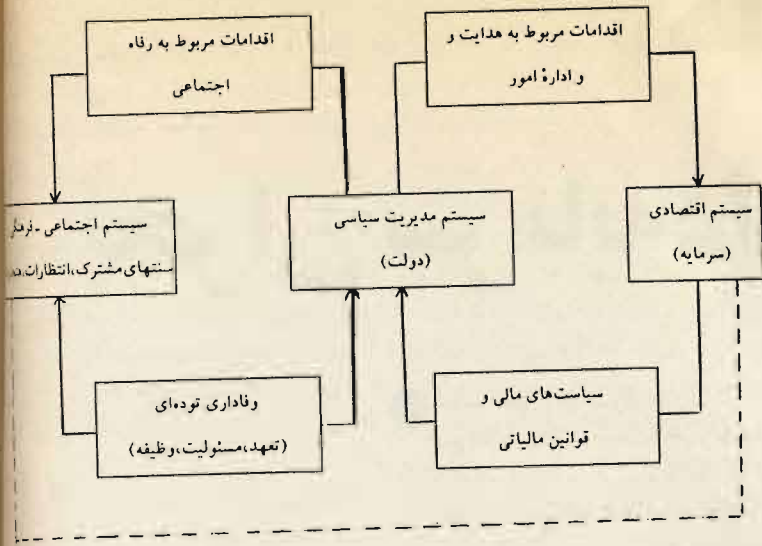 اقدامات مربوط به هدایت و
و ادارهٔ امور
اقدامات مربوط به رفاه
اجتماعی
سیستم اقتصادی
(سرمایه)
سیستم مدیریت سیاسی
(دولت)
سیستم اجتماعی ـ
سنتهای مشترک،انتظارات،
سیاست‌های مالی و
قوانین مالیاتی
وفاداری توده‌ای
(تعهد،مسئولیت،وظیفه)